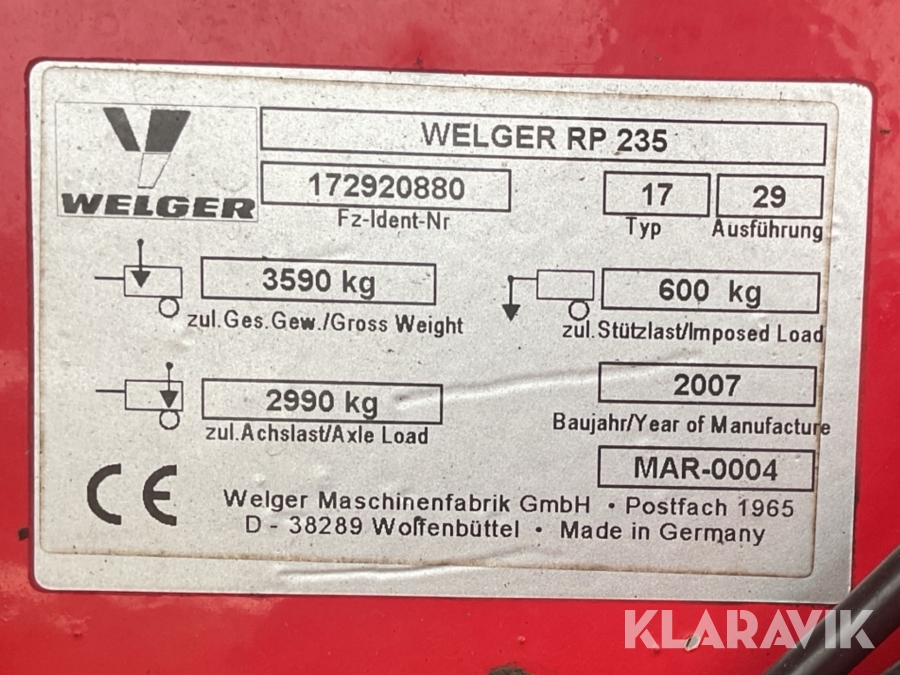 WELGER
WELGER RP 235
172920880
Fz-Ident-Nr
17
Typ
29
Ausführung
3590 kg
zul.Ges.Gew./Gross Weight
600 kg
zul.Stützlast/Imposed Load
2990 kg
zul.Achslast/Axle Load
2007
Baujahr/Year of Manufacture
MAR-0004
CE
Welger Maschinenfabrik GmbH • Postfach 1965
D - 38289 Wolfenbüttel • Made in Germany
KLARAVIK